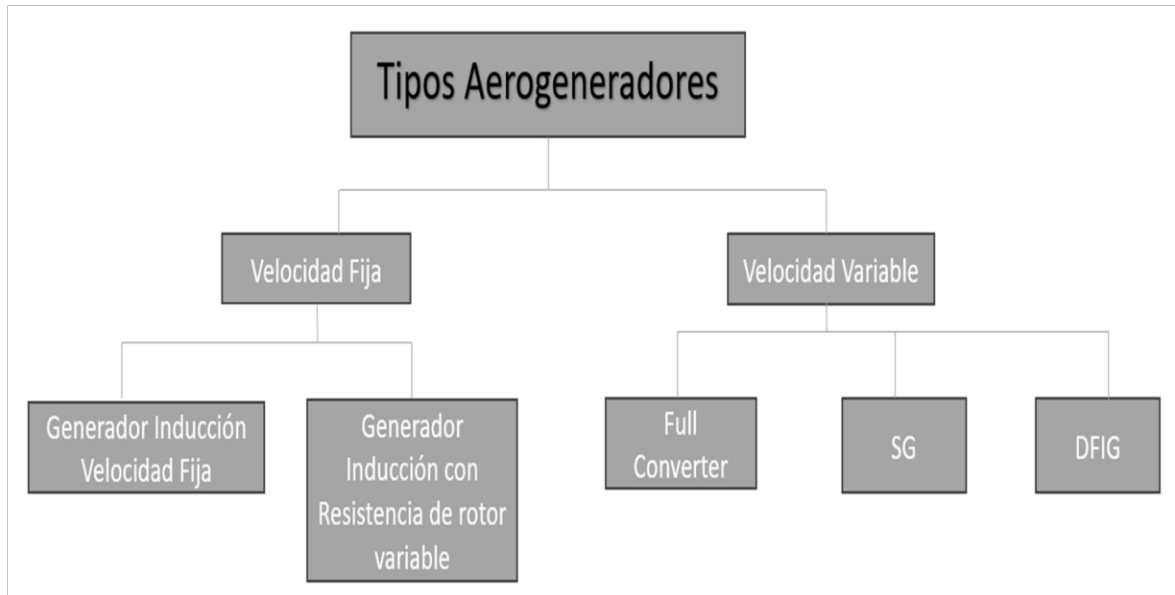 Tipos Aerogeneradores
Velocidad Fija
Velocidad Variable
Generador Inducción
Velocidad Fija
Generador
Inducción con
Resistencia de rotor
variable
Full
Converter
SG
DFIG